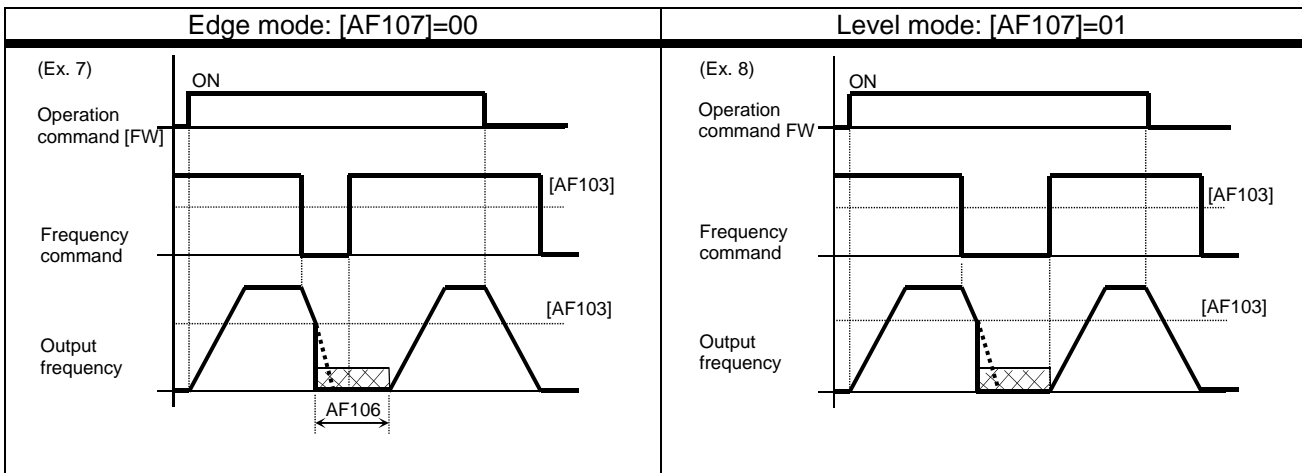 Edge mode: [AF107]=00
Level mode: [AF107]=01
(Ex. 7)
ON
Operation
command [FW]
[AF103]
Frequency
command
[AF103]
Output
frequency
AF106
(Ex. 8)
ON
Operation
command FW
[AF103]
Frequency
command
[AF103]
Output
frequency